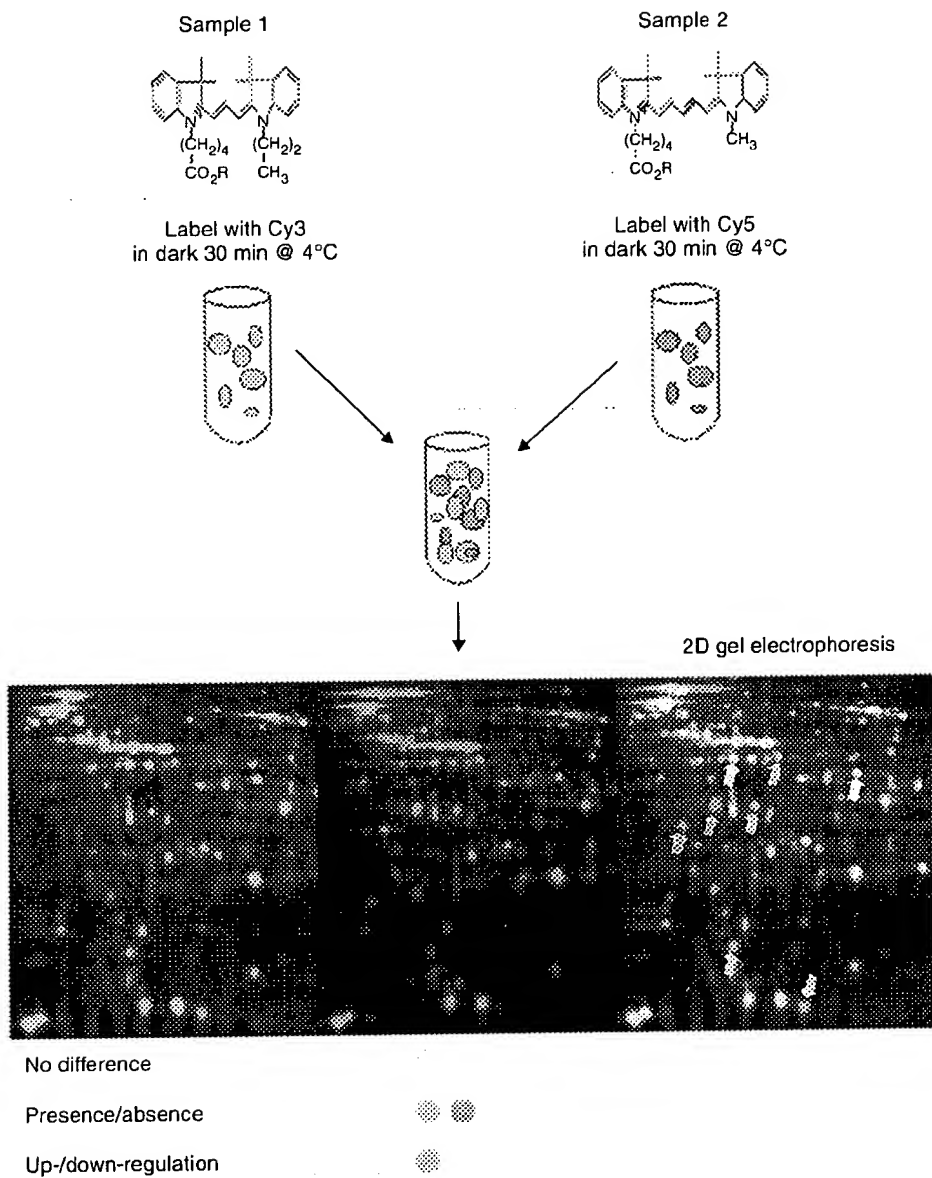 Sample 1
Sample 2
N
N
(CH2)4
(CH2)2
CO2R
CH3
N
N
(CH2)4
CH3
CO2R
Label with Cy3
in dark 30 min @ 4°C
Label with Cy5
in dark 30 min @ 4°C
2D gel electrophoresis
No difference
Presence/absence
Up-/down-regulation